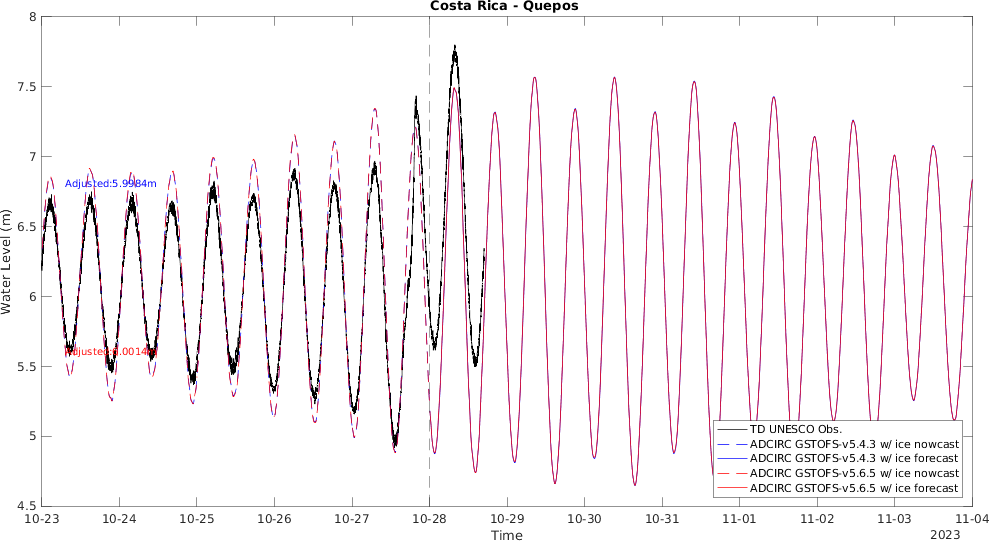 Costa Rica - Quepos
Water Level (m)
8
7.5
7
6.5
6
5.5
5
4.5
Adjusted:5.9984m
TD UNESCO Obs.
ADCIRC GSTOFS-v5.4.3 w/ ice nowcast
ADCIRC GSTOFS-v5.4.3 w/ ice forecast
ADCIRC GSTOFS-v5.6.5 w/ ice nowcast
ADCIRC GSTOFS-v5.6.5 w/ ice forecast
10-23 10-24 10-25 10-26 10-27 10-28 10-29 10-30 10-31 11-01 11-02 11-03 11-04
Time
2023